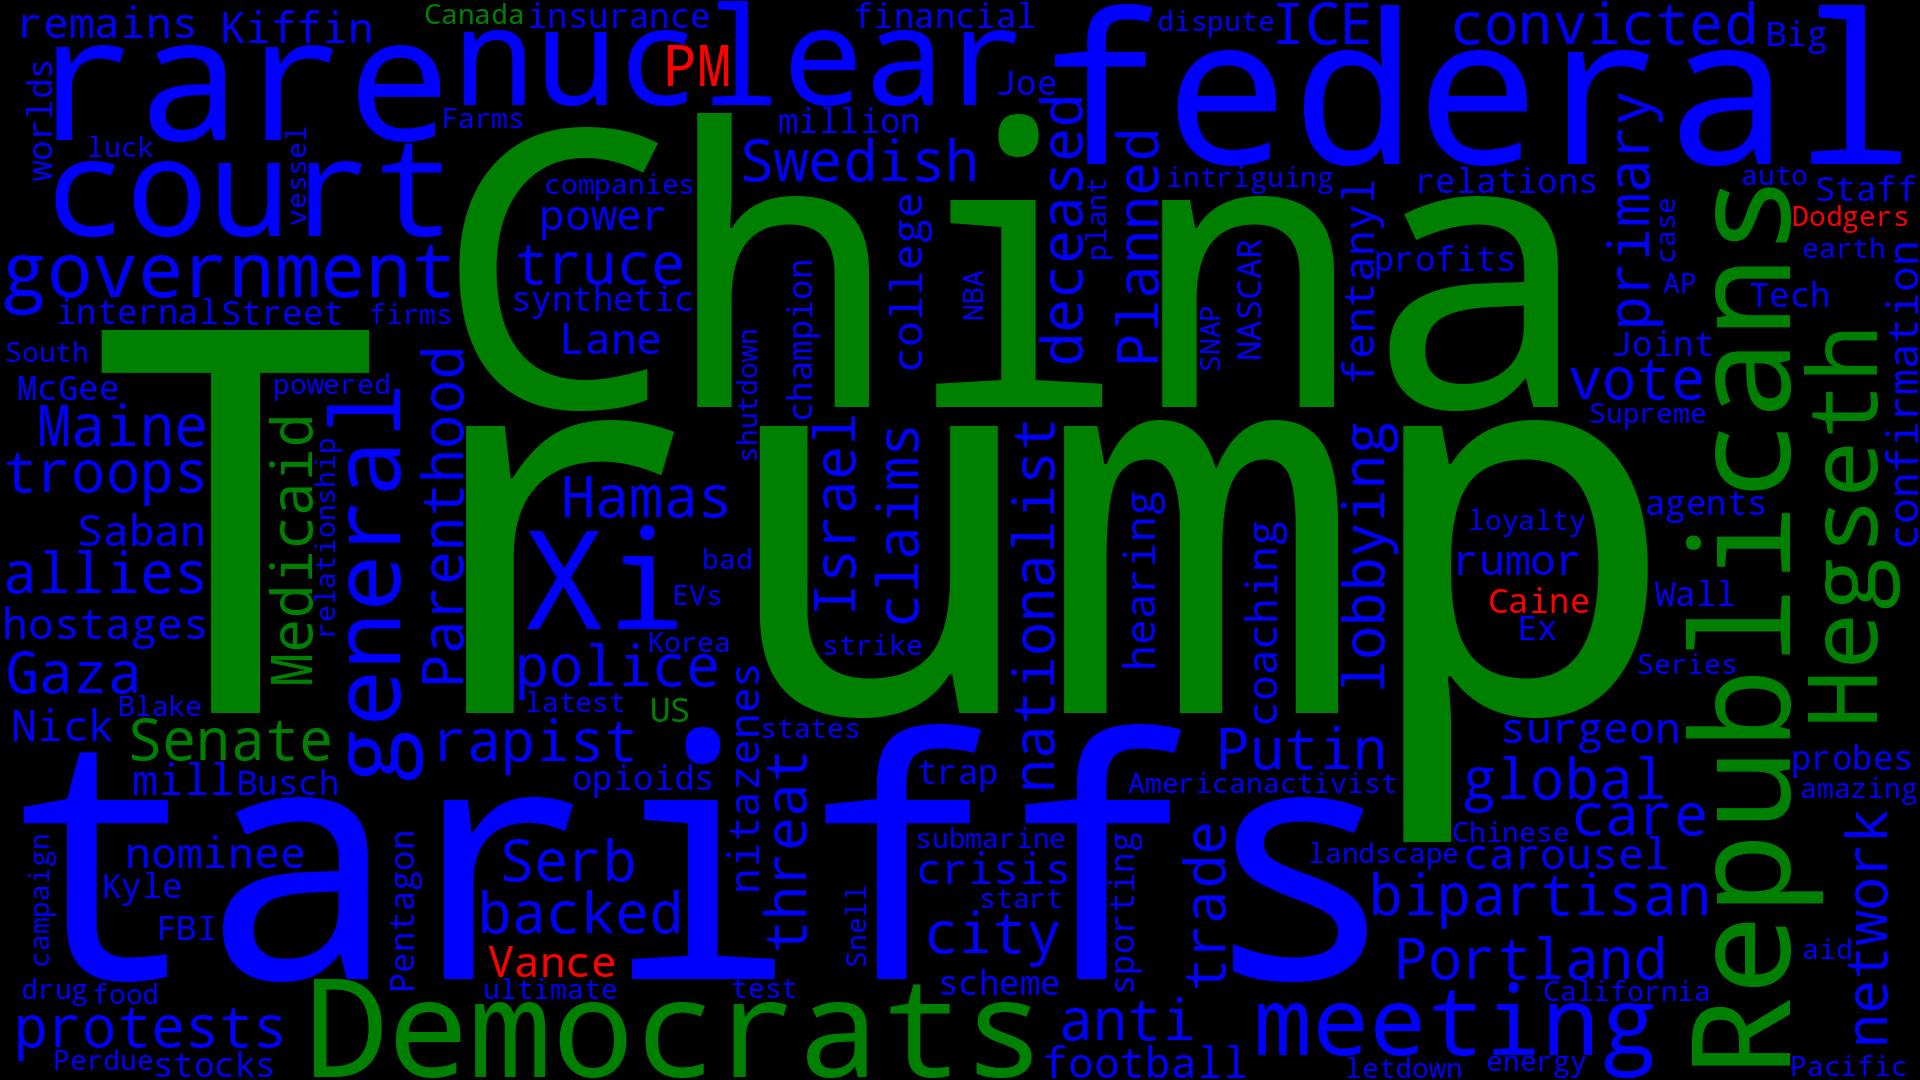 remains
Kiffin
Canada
insurance
financial
dispute
ICE
convicted
Big
rare
nuclear
PM
federal
worlds
Joe
luck
Farms
million
court
vessel
Swedish
deceased
Planned
intriguing
relations
primary
auto
Staff
Dodgers
earth
case
companies
power
China
plant
college
fentanyl
profits
AP
Tech
government
truce
synthetic
NBA
SNAP
NASCAR
internal
Street
firms
Lane
shutdown
champion
Joint
vote
Supreme
confirmation
South
McGee
powered
Maine
troops
Medicaid
relationship
general
Parenthood
Trump
Hamas
Xi
bad
EVs
Korea
Israel
claims
strike
nationalist
hearing
coaching
lobbying
loyalty
rumor
Caine
Ex
agents
Wall
Series
Republicans
Hegseth
Saban
allies
hostages
Gaza
Blake
Nick
Senate
police
latest
US
rapist
opioids
nitazenes
states
mill
Busch
tariffs
trap
Putin
American
activist
surgeon
global
care
Chinese
carousel
probes
amazing
threat
campaign
nominee
Kyle
FBI
Pentagon
Serb
backed
Vance
ultimate
Snell
submarine
crisis
start
city
scheme
sporting
trade
landscape
bipartisan
Portland
California
network
aid
drug
food
test
protests
Perdue
stocks
Democrats
anti
football
meeting
letdown
energy
Pacific